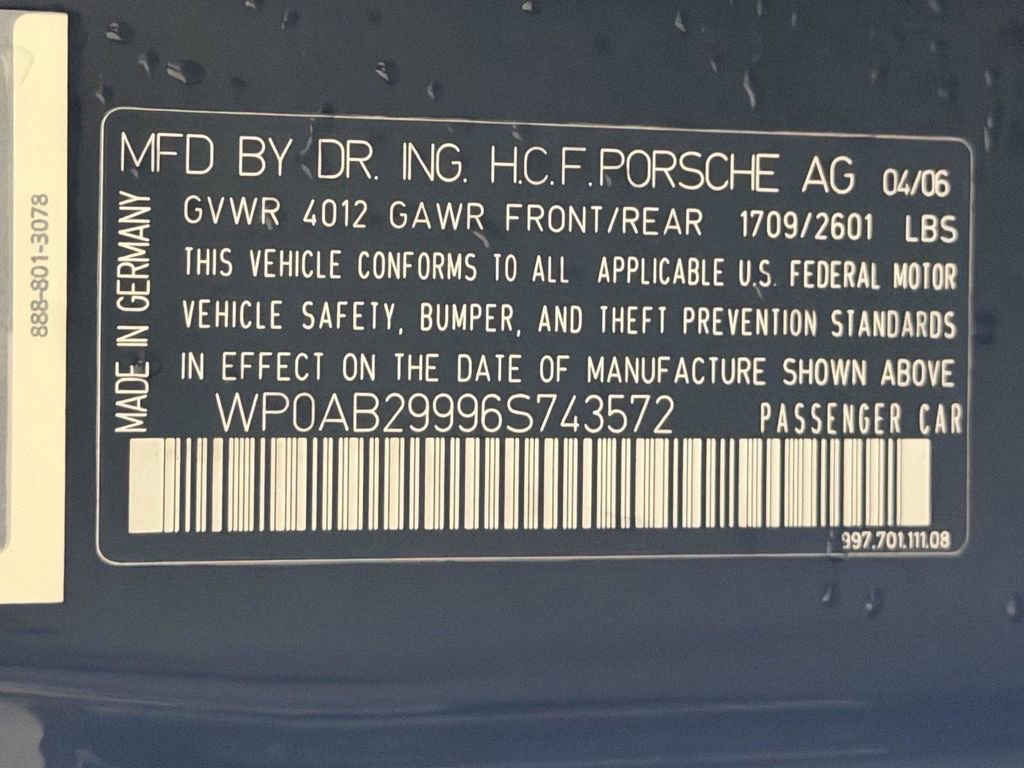 888-801-3078
MFD BY DR. ING. H.C.F. PORSCHE AG 04/06
MADE IN GERMANY
GVWR 4012 GAWR FRONT/REAR 1709/2601 LBS
THIS VEHICLE CONFORMS TO ALL APPLICABLE U.S. FEDERAL MOTOR
VEHICLE SAFETY, BUMPER, AND THEFT PREVENTION STANDARDS
IN EFFECT ON THE DATE OF MANUFACTURE SHOWN ABOVE
WP0AB29996S743572 PASSENGER CAR
997.701.111.08